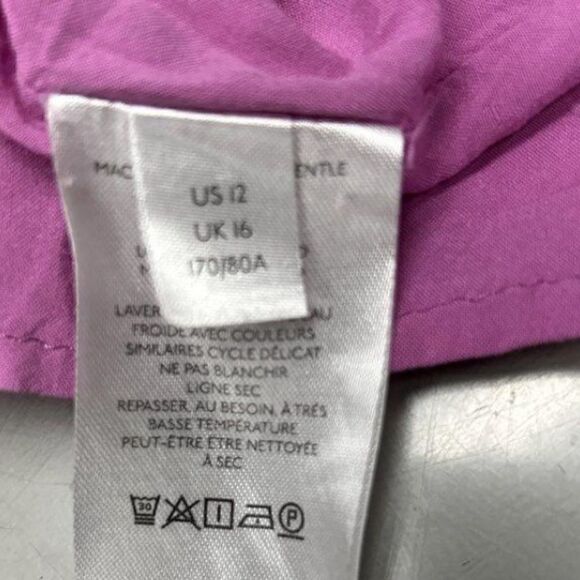 US 12
UK 16
170/80A
FROIDE AVEC COULEURS
SIMILAIRES CYCLE DÉLICAT
NE PAS BLANCHIR
LIGNE SEC
REPASSER, AU BESOIN, À TRÈS
BASSE TEMPÉRATURE
PEUT-ÊTRE ÊTRE NETTOYÉE
À SEC
30
P